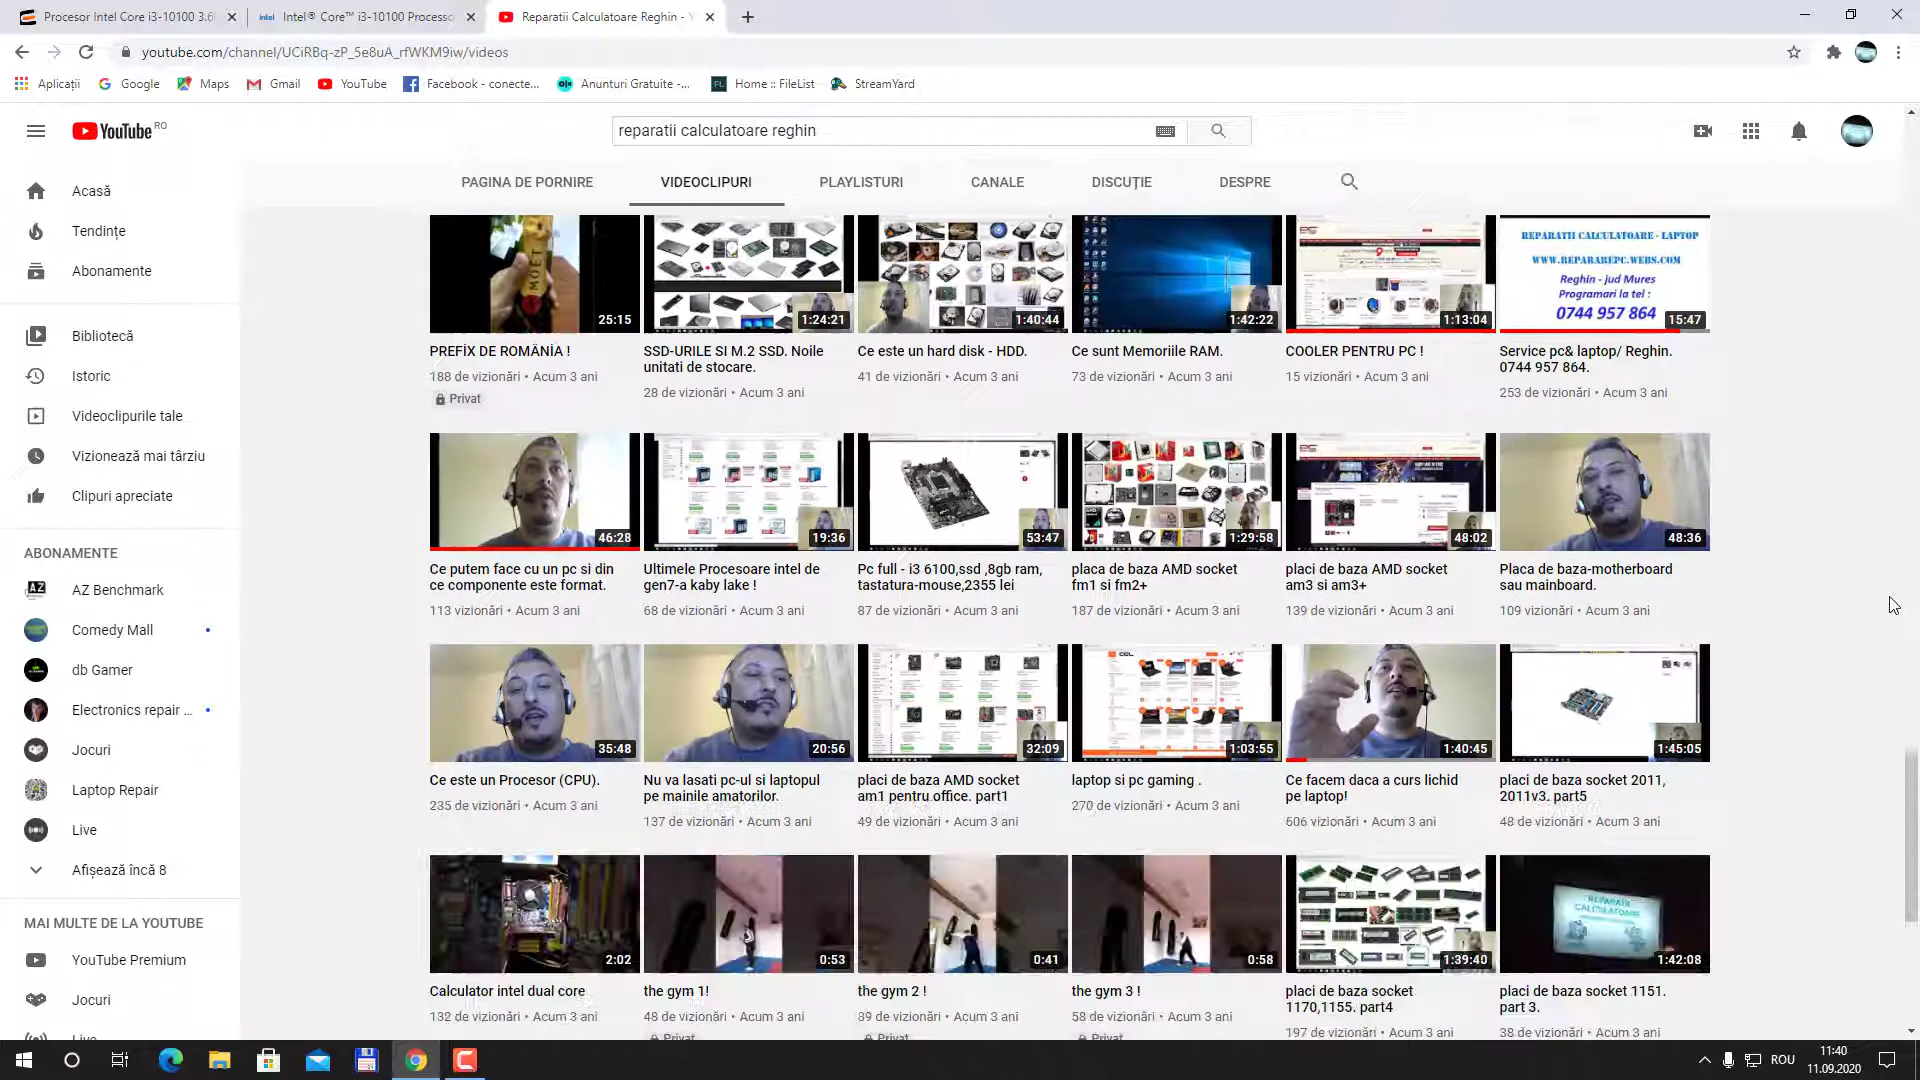 Procesor Intel Core i3-10100 3.6
Intel® Core™ i3-10100 Processo
Reparatii Calculatoare Reghin - Y
youtube.com/channel/UCiRBq-zP_5e8uA_rfWKM9iw/videos
Aplicații
Google
Maps
Gmail
YouTube
Facebook - conecte...
Anunturi Gratuite -...
Home :: FileList
StreamYard
YouTube RO
reparatii calculatoare reghin
PAGINA DE PORNIRE
VIDEOCLIPURI
PLAYLISTURI
CANALE
DISCUȚIE
DESPRE
Acasă
Tendințe
Abonamente
Bibliotecă
Istoric
Videoclipurile tale
Vizionează mai târziu
Clipuri apreciate
ABONAMENTE
AZ Benchmark
Comedy Mall
db Gamer
Electronics repair ...
Jocuri
Laptop Repair
Live
Afișează încă 8
MAI MULTE DE LA YOUTUBE
YouTube Premium
Jocuri
Live
25:15
PREFIX DE ROMÂNIA !
188 de vizionări • Acum 3 ani
Privat
1:24:21
SSD-URILE SI M.2 SSD. Noile
unitati de stocare.
28 de vizionări • Acum 3 ani
1:40:44
Ce este un hard disk - HDD.
41 de vizionări • Acum 3 ani
1:42:22
Ce sunt Memoriile RAM.
73 de vizionări • Acum 3 ani
1:13:04
COOLER PENTRU PC !
15 vizionări • Acum 3 ani
REPARATII CALCULATOARE - LAPTOP
WWW.REPARAREPC.WEBS.COM
Reghin - jud Mures
Programari la tel :
0744 957 864
15:47
Service pc& laptop/ Reghin.
0744 957 864.
253 de vizionări • Acum 3 ani
46:28
Ce putem face cu un pc si din
ce componente este format.
113 vizionări • Acum 3 ani
19:36
Ultimele Procesoare intel de
gen7-a kaby lake !
68 de vizionări • Acum 3 ani
53:47
Pc full - i3 6100,ssd ,8gb ram,
tastatura-mouse,2355 lei
87 de vizionări • Acum 3 ani
1:29:58
placa de baza AMD socket
fm1 si fm2+
187 de vizionări • Acum 3 ani
48:02
placi de baza AMD socket
am3 si am3+
139 de vizionări • Acum 3 ani
48:36
Placa de baza-motherboard
sau mainboard.
109 vizionări • Acum 3 ani
35:48
Ce este un Procesor (CPU).
235 de vizionări • Acum 3 ani
20:56
Nu va lasati pc-ul si laptopul
pe mainile amatorilor.
137 de vizionări • Acum 3 ani
32:09
placi de baza AMD socket
am1 pentru office. part1
49 de vizionări • Acum 3 ani
CEL
1:03:55
laptop si pc gaming .
270 de vizionări • Acum 3 ani
1:40:45
Ce facem daca a curs lichid
pe laptop!
606 vizionări • Acum 3 ani
1:45:05
placi de baza socket 2011,
2011v3. part5
48 de vizionări • Acum 3 ani
2:02
Calculator intel dual core
132 de vizionări • Acum 3 ani
0:53
the gym 1!
48 de vizionări • Acum 3 ani
Privat
0:41
the gym 2 !
39 de vizionări • Acum 3 ani
Privat
0:58
the gym 3 !
58 de vizionări • Acum 3 ani
Privat
1:39:40
placi de baza socket
1170,1155. part4
197 de vizionări • Acum 3 ani
REPARATII
CALCULATOARE
1:42:08
placi de baza socket 1151.
part 3.
38 de vizionări • Acum 3 ani
ROU
11:40
11.09.2020